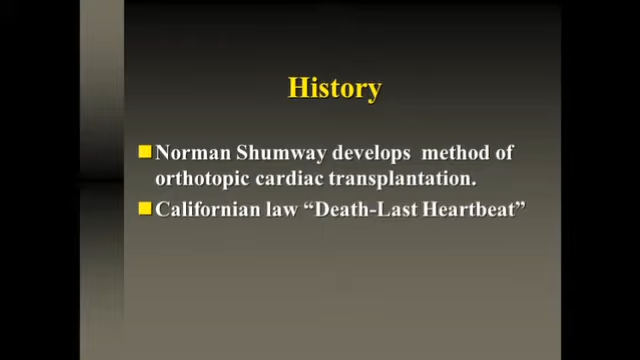 History
Norman Shumway develops method of
orthotopic cardiac transplantation.
Californian law “Death-Last Heartbeat”